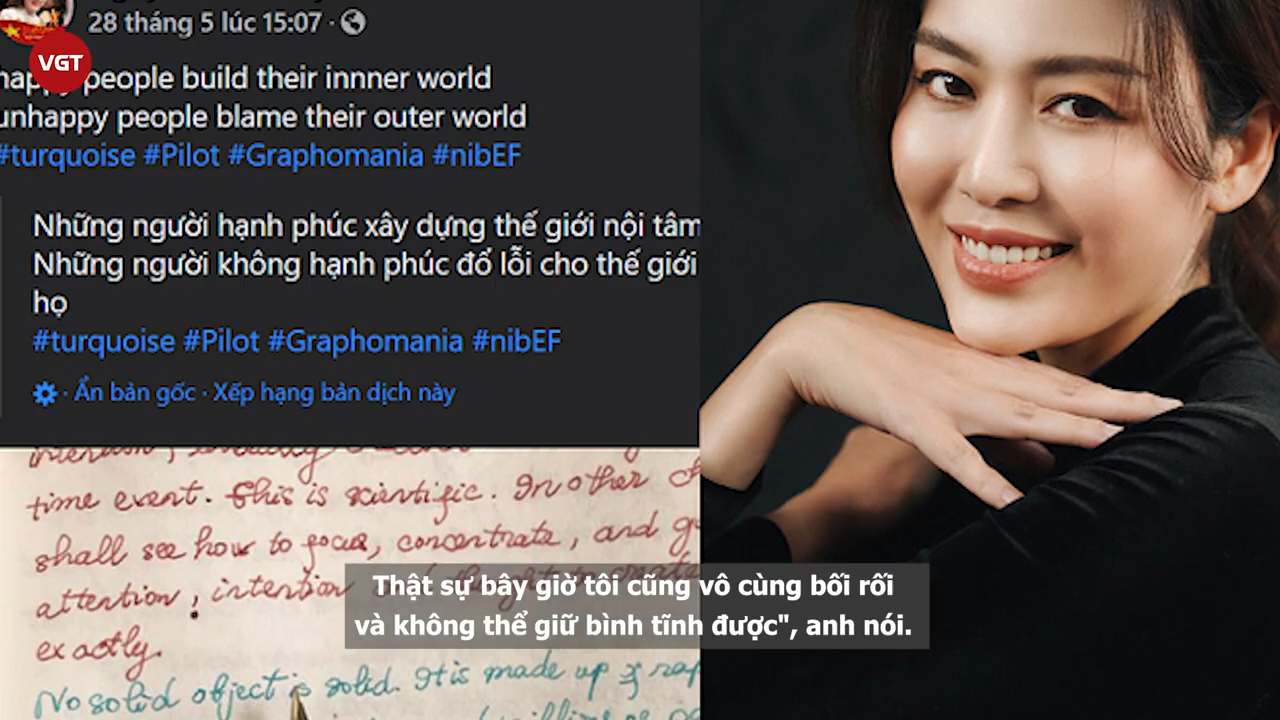 28 tháng 5 lúc 15:07 ·
VGT
happy people build their innner world
unhappy people blame their outer world
#turquoise #Pilot #Graphomania #nibEF
Những người hạnh phúc xây dựng thế giới nội tâm
Những người không hạnh phúc đổ lỗi cho thế giới
họ
#turquoise #Pilot #Graphomania #nibEF
· Ẩn bản gốc · Xếp hạng bản dịch này
time event. This is scientific. In other
shall see how to focus, concentrate, and
attention, intention
exactly.
No solid object is solid. It is made up of
Thật sự bây giờ tôi cũng vô cùng bối rối
và không thể giữ bình tĩnh được", anh nói.